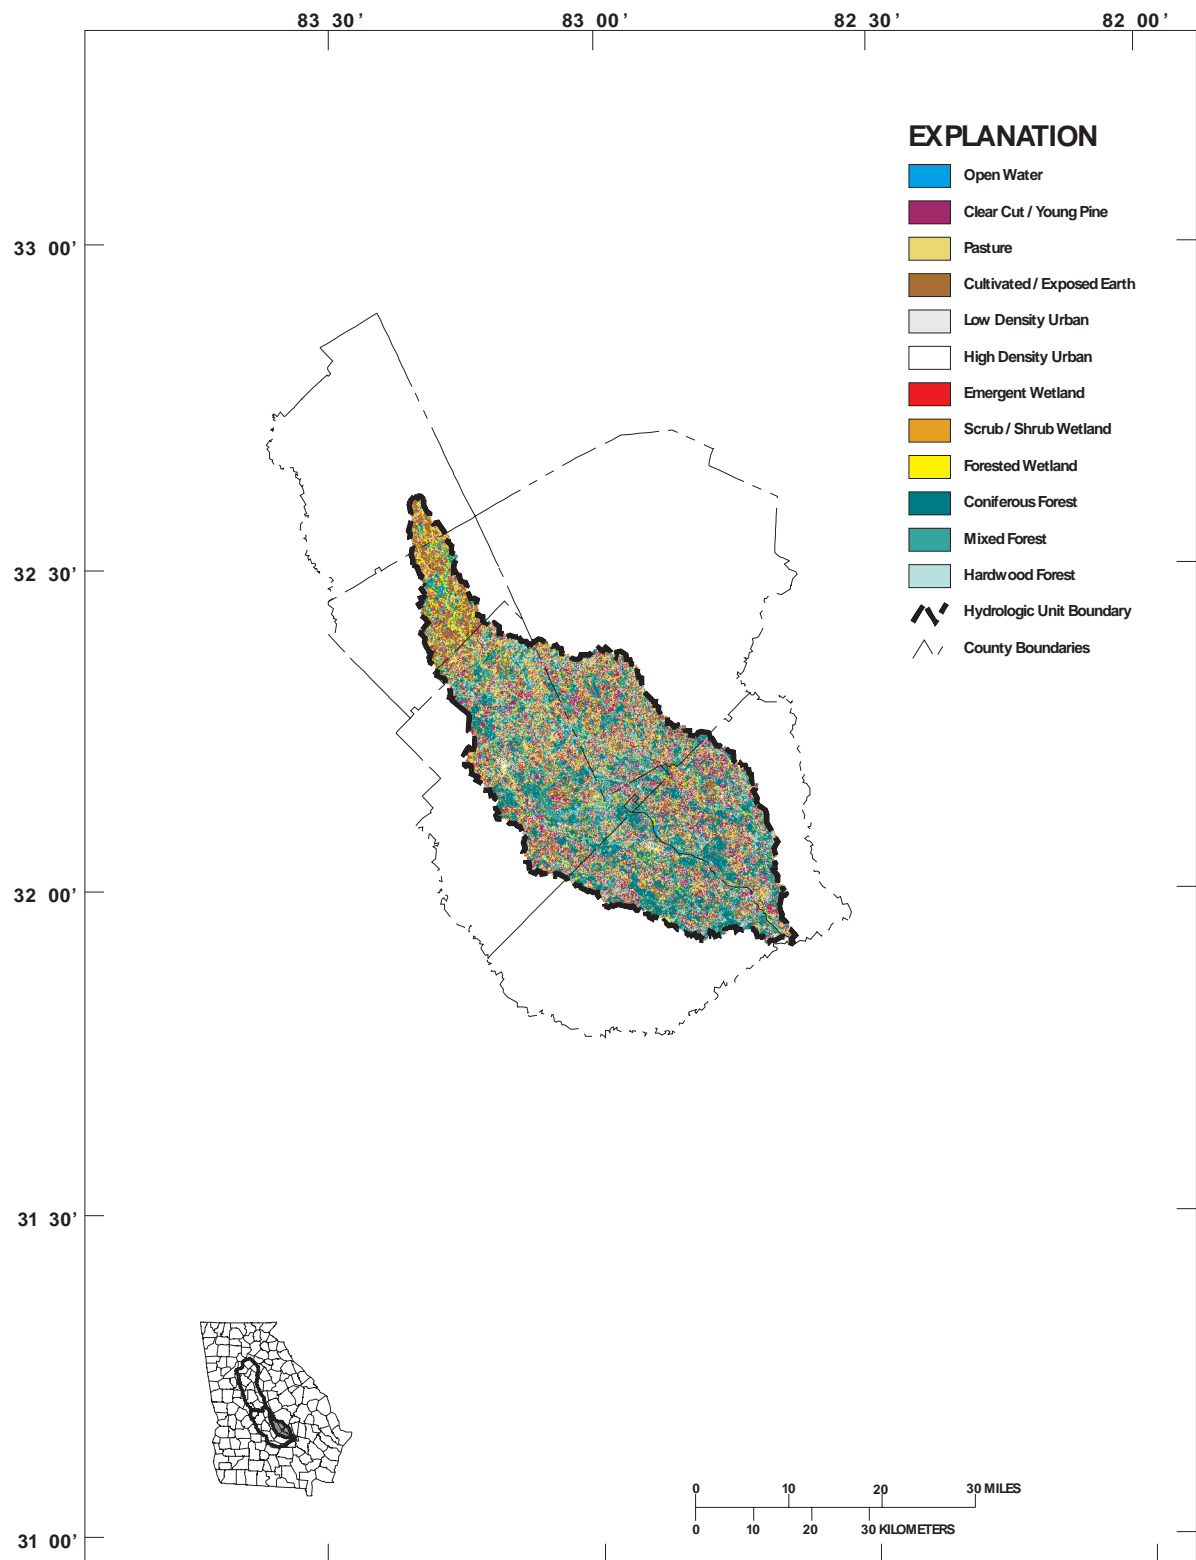 83 30' 83 00' 82 30' 82 00'
EXPLANATION
Open Water
Clear Cut / Young Pine
Pasture
Cultivated / Exposed Earth
Low Density Urban
High Density Urban
Emergent Wetland
Scrub / Shrub Wetland
Forested Wetland
Coniferous Forest
Mixed Forest
Hardwood Forest
Hydrologic Unit Boundary
County Boundaries
33 00'
32 30'
32 00'
31 30'
31 00'
0 10 20 30 MILES
0 10 20 30 KILOMETERS